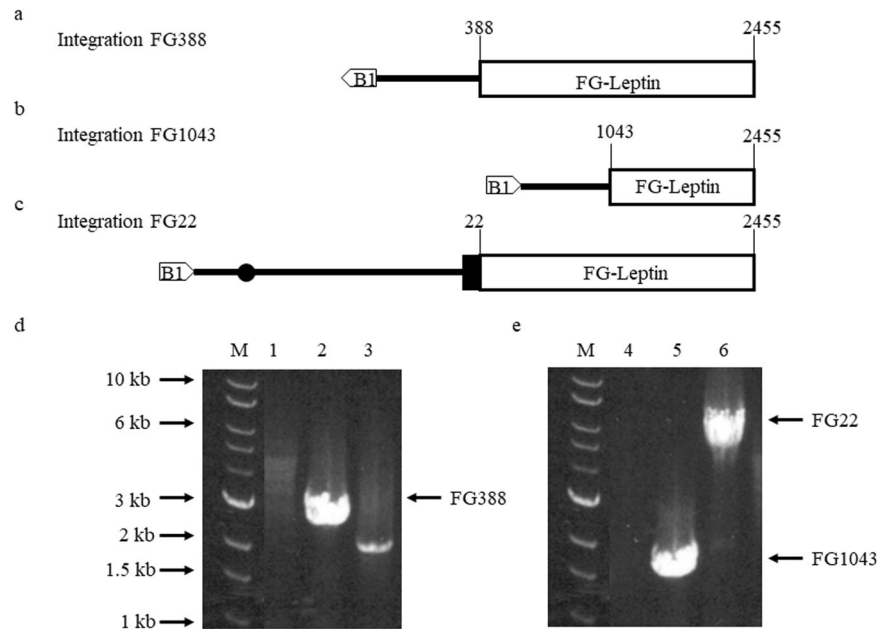 a
Integration FG388
388 2455
B1 FG-Leptin
b
Integration FG1043
1043 2455
B1 FG-Leptin
c
Integration FG22
22 2455
B1 FG-Leptin
d e
M 1 2 3 M 4 5 6
10 kb
6 kb FG22
3 kb FG388
2 kb
1.5 kb FG1043
1 kb